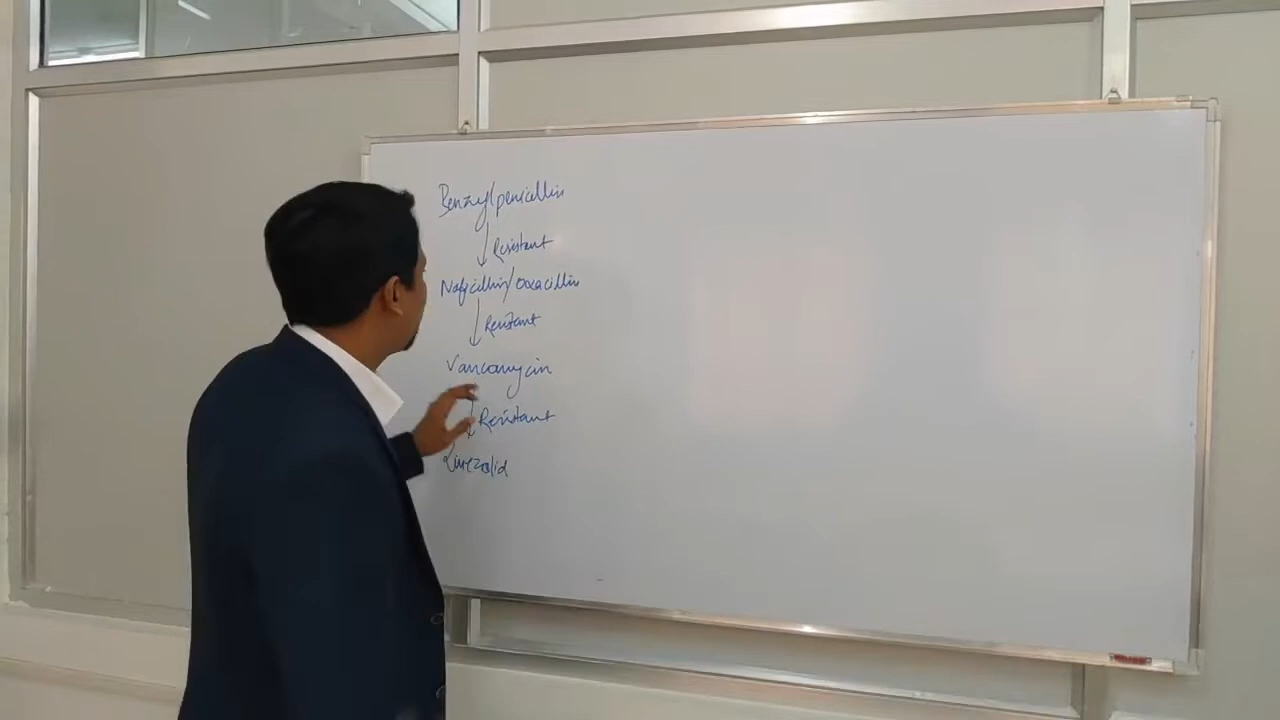 Benzylpenicillin
Resistant
Nafcillin/Oxacillin
Resistant
Vancomycin
Resistant
Linezolid